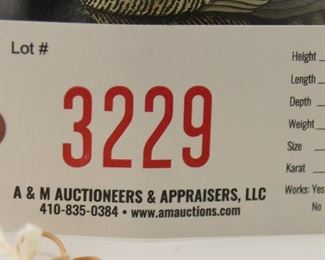 Lot #
3229
A & M AUCTIONEERS & APPRAISERS, LLC
410-835-0384 • www.amauctions.com
Height
Length
Depth
Weight
Size
Karat
Works: Yes
No